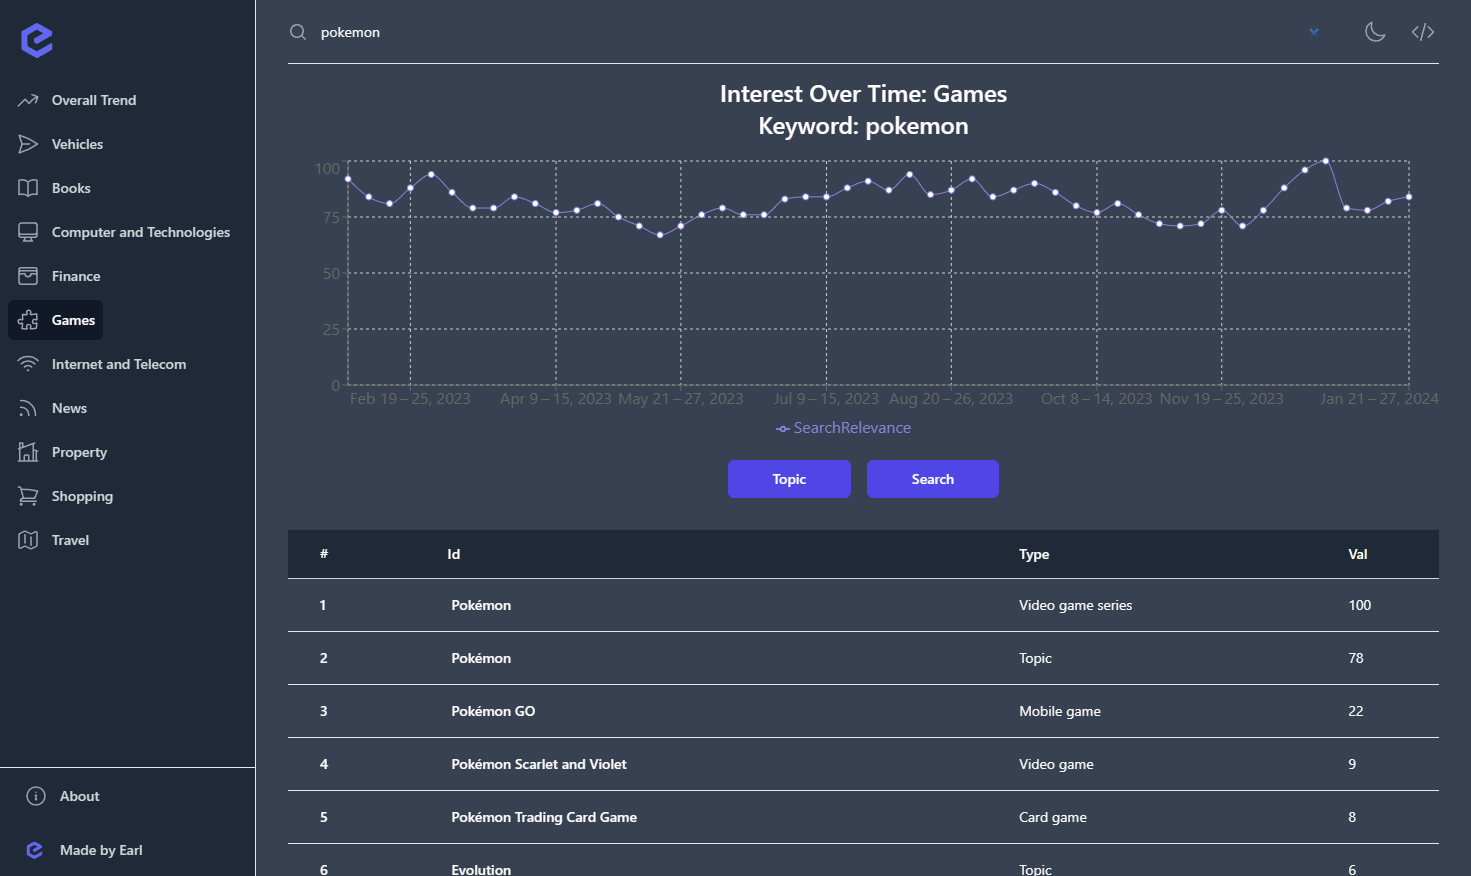 pokemon
Overall Trend
Vehicles
Books
Computer and Technologies
Finance
Games
Internet and Telecom
News
Property
Shopping
Travel
About
Made by Earl
Interest Over Time: Games
Keyword: pokemon
100
75
50
25
0
Feb 19 – 25, 2023 Apr 9 – 15, 2023 May 21 – 27, 2023 Jul 9 – 15, 2023 Aug 20 – 26, 2023 Oct 8 – 14, 2023 Nov 19 – 25, 2023 Jan 21 – 27, 2024
SearchRelevance
Topic Search
# Id Type Val
1 Pokémon Video game series 100
2 Pokémon Topic 78
3 Pokémon GO Mobile game 22
4 Pokémon Scarlet and Violet Video game 9
5 Pokémon Trading Card Game Card game 8
6 Evolution Topic 6